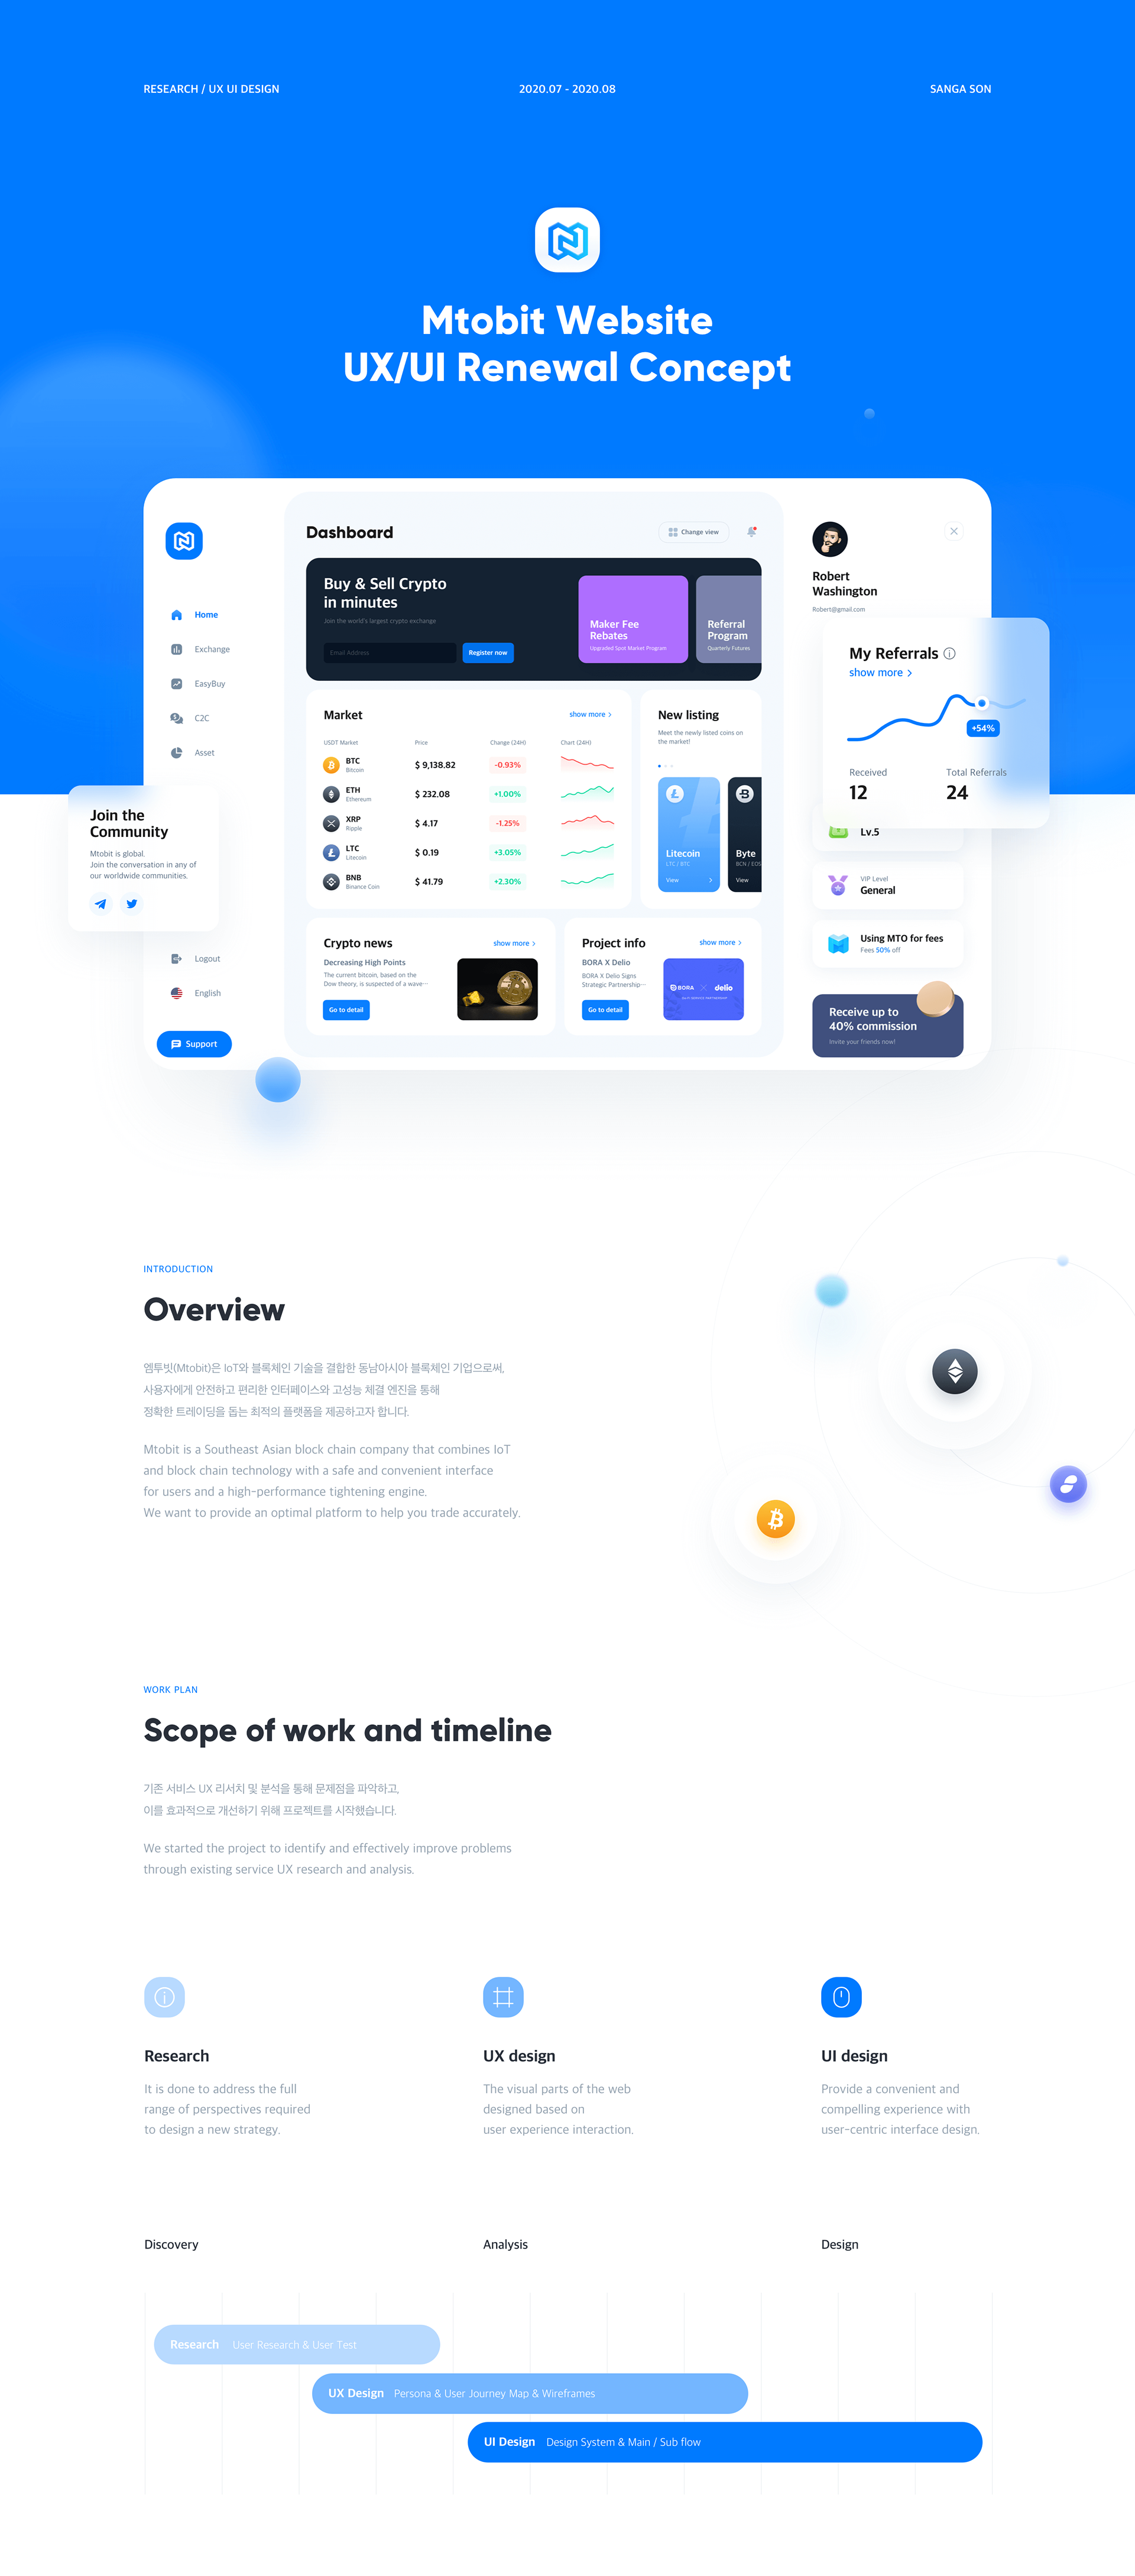 RESEARCH / UX UI DESIGN
2020.07 - 2020.08
SANGA SON
Mtobit Website
UX/UI Renewal Concept
Home
Exchange
EasyBuy
C2C
Asset
Join the
Community
Mtobit is global.
Join the conversation in any of
our worldwide communities.
Logout
English
Support
Dashboard
Change view
Buy & Sell Crypto
in minutes
Join the world's largest crypto exchange
Email Address
Register now
Maker Fee
Rebates
Upgraded Spot Market Program
Referral
Program
Quarterly Futures
Market
show more >
USDT Market
Price
Change (24H)
Chart (24H)
BTC
Bitcoin
$ 9,138.82
-0.93%
ETH
Ethereum
$ 232.08
+1.00%
XRP
Ripple
$ 4.17
-1.25%
LTC
Litecoin
$ 0.19
+3.05%
BNB
Binance Coin
$ 41.79
+2.30%
New listing
Meet the newly listed coins on
the market!
Litecoin
LTC / BTC
View >
Byte
BCN / EOS
View
Crypto news
show more >
Decreasing High Points
The current bitcoin, based on the
Dow theory, is suspected of a wave···
Go to detail
Project info
show more >
BORA X Delio
BORA X Delio Signs
Strategic Partnership···
Go to detail
BORA X delio
Robert
Washington
Robert@gmail.com
My Referrals
show more >
+54%
Received
12
Total Referrals
24
Lv.5
VIP Level
General
Using MTO for fees
Fees 50% off
Receive up to
40% commission
Invite your friends now!
INTRODUCTION
Overview
엠투빗(Mtobit)은 IoT와 블록체인 기술을 결합한 동남아시아 블록체인 기업으로써,
사용자에게 안전하고 편리한 인터페이스와 고성능 체결 엔진을 통해
정확한 트레이딩을 돕는 최적의 플랫폼을 제공하고자 합니다.
Mtobit is a Southeast Asian block chain company that combines IoT
and block chain technology with a safe and convenient interface
for users and a high-performance tightening engine.
We want to provide an optimal platform to help you trade accurately.
WORK PLAN
Scope of work and timeline
기존 서비스 UX 리서치 및 분석을 통해 문제점을 파악하고,
이를 효과적으로 개선하기 위해 프로젝트를 시작했습니다.
We started the project to identify and effectively improve problems
through existing service UX research and analysis.
Research
It is done to address the full
range of perspectives required
to design a new strategy.
UX design
The visual parts of the web
designed based on
user experience interaction.
UI design
Provide a convenient and
compelling experience with
user-centric interface design.
Discovery
Analysis
Design
Research User Research & User Test
UX Design Persona & User Journey Map & Wireframes
UI Design Design System & Main / Sub flow